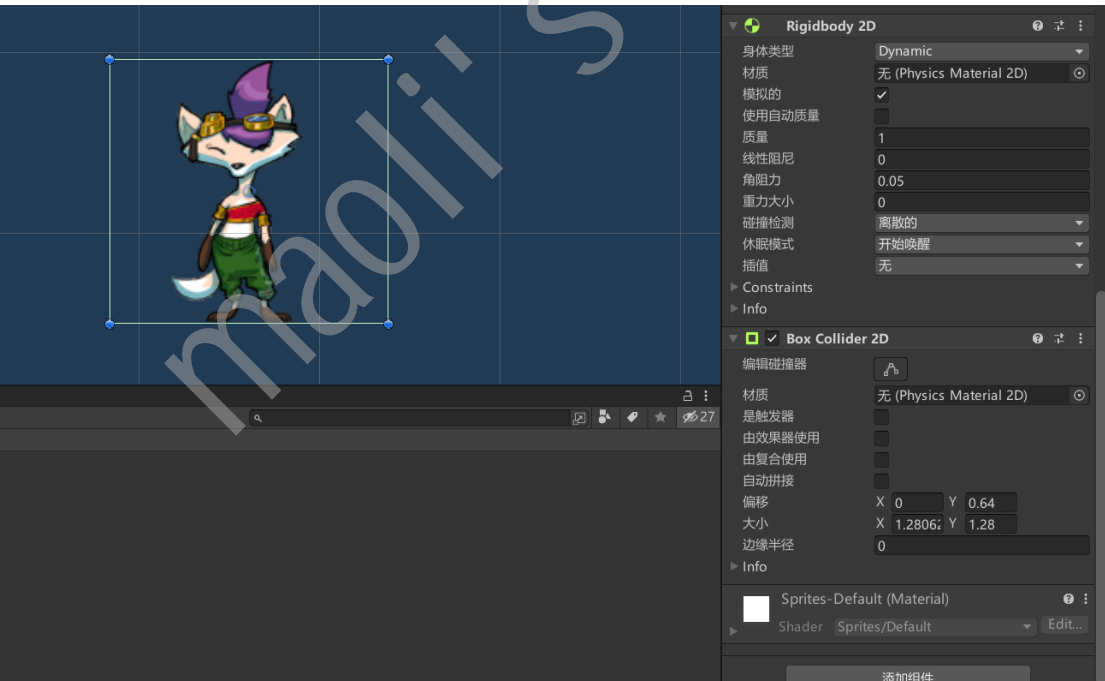 Rigidbody 2D
身体类型 Dynamic
材质 无 (Physics Material 2D)
模拟的
使用自动质量
质量 1
线性阻尼 0
角阻力 0.05
重力大小 0
碰撞检测 离散的
休眠模式 开始唤醒
插值 无
Constraints
Info
Box Collider 2D
编辑碰撞器
材质 无 (Physics Material 2D)
是触发器
由效果器使用
由复合使用
自动拼接
偏移 X 0 Y 0.64
大小 X 1.2806 Y 1.28
边缘半径 0
Info
Sprites-Default (Material)
Shader Sprites/Default Edit...
添加组件
27
maoli's